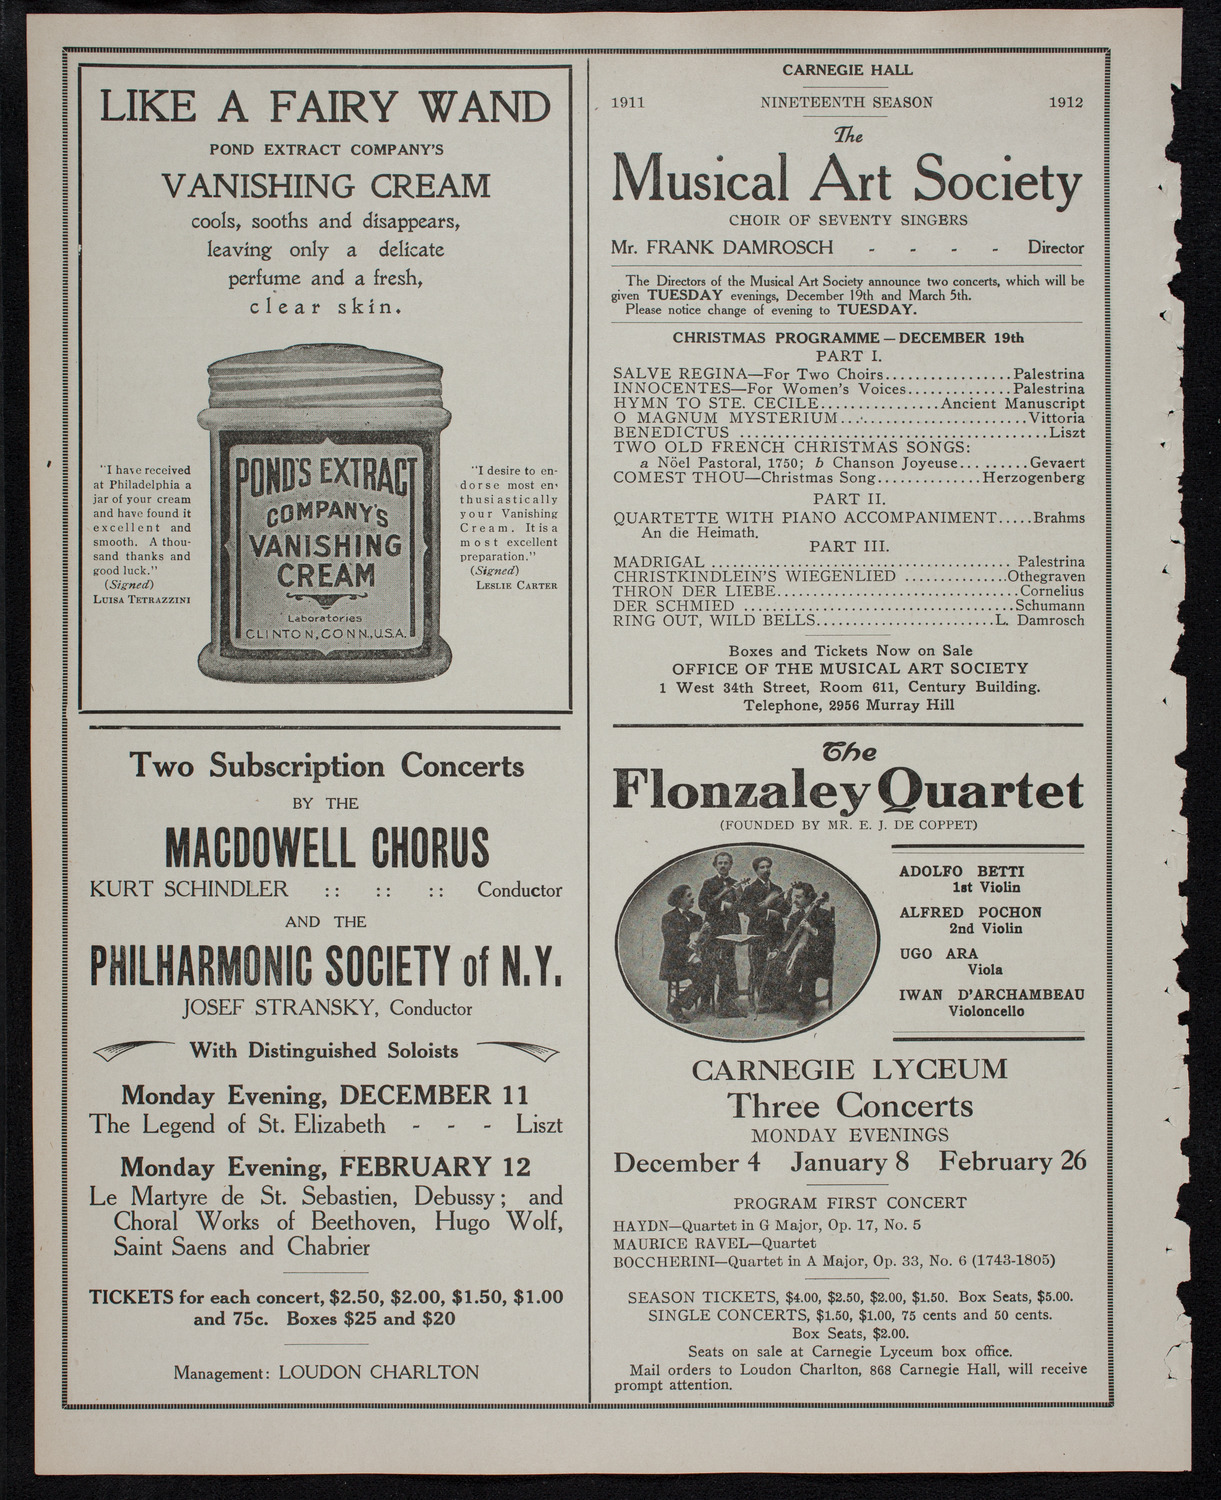 LIKE A FAIRY WAND
POND EXTRACT COMPANY'S
VANISHING CREAM
cools, sooths and disappears,
leaving only a delicate
perfume and a fresh,
clear skin.
"I have received
at Philadelphia a
jar of your cream
and have found it
excellent and
smooth. A thou-
sand thanks and
good luck."
(Signed)
LUISA TETRAZZINI
POND'S EXTRACT
COMPANY'S
VANISHING
CREAM
Laboratories
CLINTON, CONN., U.S.A.
"I desire to en-
dorse most en-
thusiastically
your Vanishing
Cream. It is a
most excellent
preparation."
(Signed)
LESLIE CARTER
Two Subscription Concerts
BY THE
MACDOWELL CHORUS
KURT SCHINDLER :: :: :: Conductor
AND THE
PHILHARMONIC SOCIETY of N.Y.
JOSEF STRANSKY, Conductor
With Distinguished Soloists
Monday Evening, DECEMBER 11
The Legend of St. Elizabeth - - - Liszt
Monday Evening, FEBRUARY 12
Le Martyre de St. Sebastien, Debussy; and
Choral Works of Beethoven, Hugo Wolf,
Saint Saens and Chabrier
TICKETS for each concert, $2.50, $2.00, $1.50, $1.00
and 75c. Boxes $25 and $20
Management: LOUDON CHARLTON
CARNEGIE HALL
1911 NINETEENTH SEASON 1912
The
Musical Art Society
CHOIR OF SEVENTY SINGERS
Mr. FRANK DAMROSCH - - - - Director
The Directors of the Musical Art Society announce two concerts, which will be
given TUESDAY evenings, December 19th and March 5th.
Please notice change of evening to TUESDAY.
CHRISTMAS PROGRAMME—DECEMBER 19th
PART I.
SALVE REGINA—For Two Choirs.................Palestrina
INNOCENTES—For Women's Voices..............Palestrina
HYMN TO STE. CECILE...............Ancient Manuscript
O MAGNUM MYSTERIUM........................Vittoria
BENEDICTUS ......................................Liszt
TWO OLD FRENCH CHRISTMAS SONGS:
a Nöel Pastoral, 1750; b Chanson Joyeuse..........Gevaert
COMEST THOU—Christmas Song..............Herzogenberg
PART II.
QUARTETTE WITH PIANO ACCOMPANIMENT.....Brahms
An die Heimath.
PART III.
MADRIGAL ........................................ Palestrina
CHRISTKINDLEIN'S WIEGENLIED ..............Othegraven
THRON DER LIEBE.................................Cornelius
DER SCHMIED .....................................Schumann
RING OUT, WILD BELLS........................L. Damrosch
Boxes and Tickets Now on Sale
OFFICE OF THE MUSICAL ART SOCIETY
1 West 34th Street, Room 611, Century Building.
Telephone, 2956 Murray Hill
The
Flonzaley Quartet
(FOUNDED BY MR. E. J. DE COPPET)
ADOLFO BETTI
1st Violin
ALFRED POCHON
2nd Violin
UGO ARA
Viola
IWAN D'ARCHAMBEAU
Violoncello
CARNEGIE LYCEUM
Three Concerts
MONDAY EVENINGS
December 4 January 8 February 26
PROGRAM FIRST CONCERT
HAYDN—Quartet in G Major, Op. 17, No. 5
MAURICE RAVEL—Quartet
BOCCHERINI—Quartet in A Major, Op. 33, No. 6 (1743-1805)
SEASON TICKETS, $4.00, $2.50, $2.00, $1.50. Box Seats, $5.00.
SINGLE CONCERTS, $1.50, $1.00, 75 cents and 50 cents.
Box Seats, $2.00.
Seats on sale at Carnegie Lyceum box office.
Mail orders to Loudon Charlton, 868 Carnegie Hall, will receive
prompt attention.